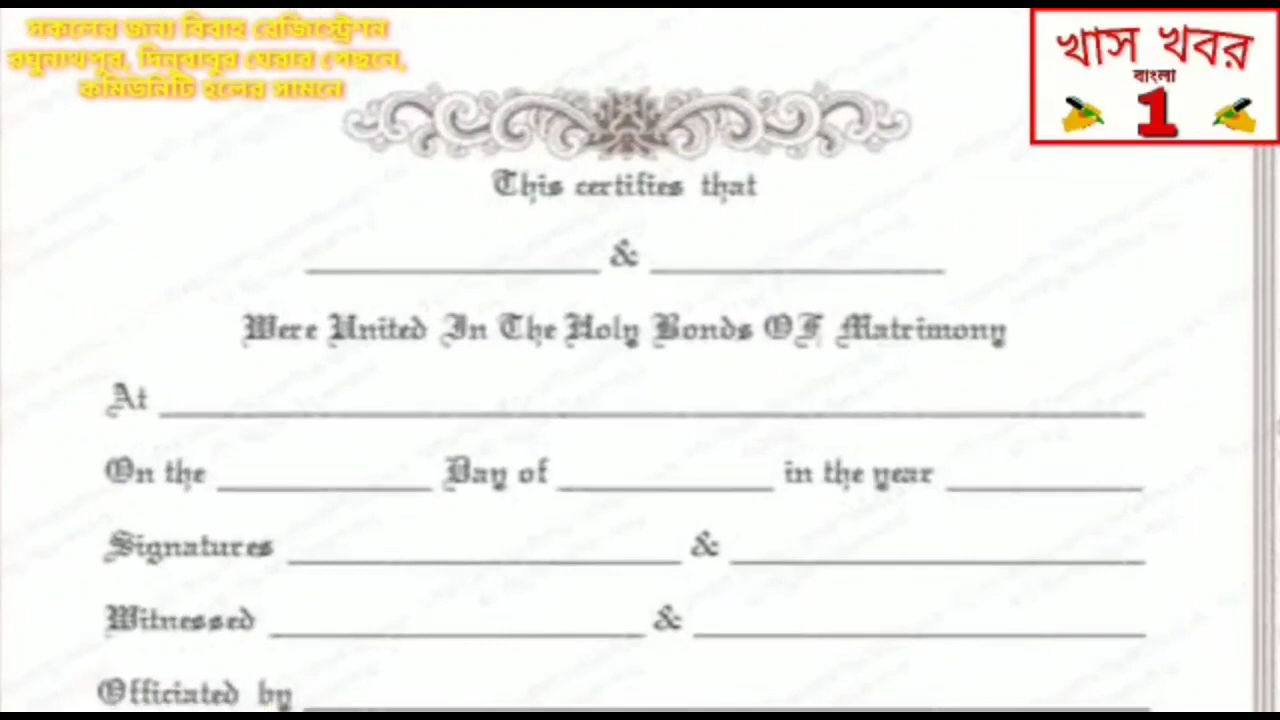 সকলের জন্য বিবাহ রেজিস্ট্রেশন
রঘুনাথপুর, দিনুবাবুর ঘেরার পেছনে,
কমিউনিটি হলের সামনে
খাস খবর
বাংলা
1
This certifies that
&
Were United In The Holy Bonds OF Matrimony
At
On the Day of in the year
Signatures &
Witnessed &
Officiated by